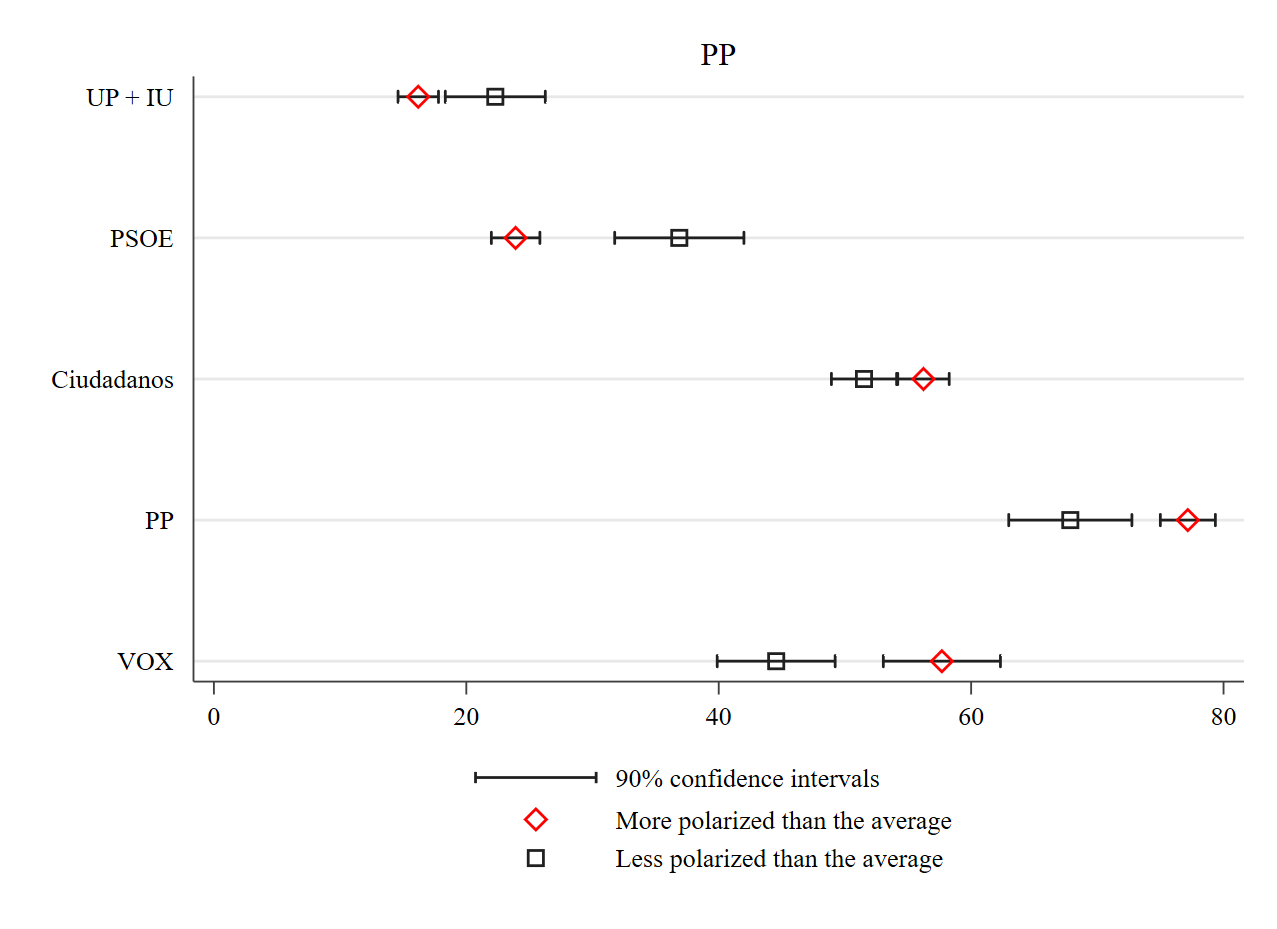 PP
UP + IU
PSOE
Ciudadanos
PP
VOX
0 20 40 60 80
90% confidence intervals
More polarized than the average
Less polarized than the average